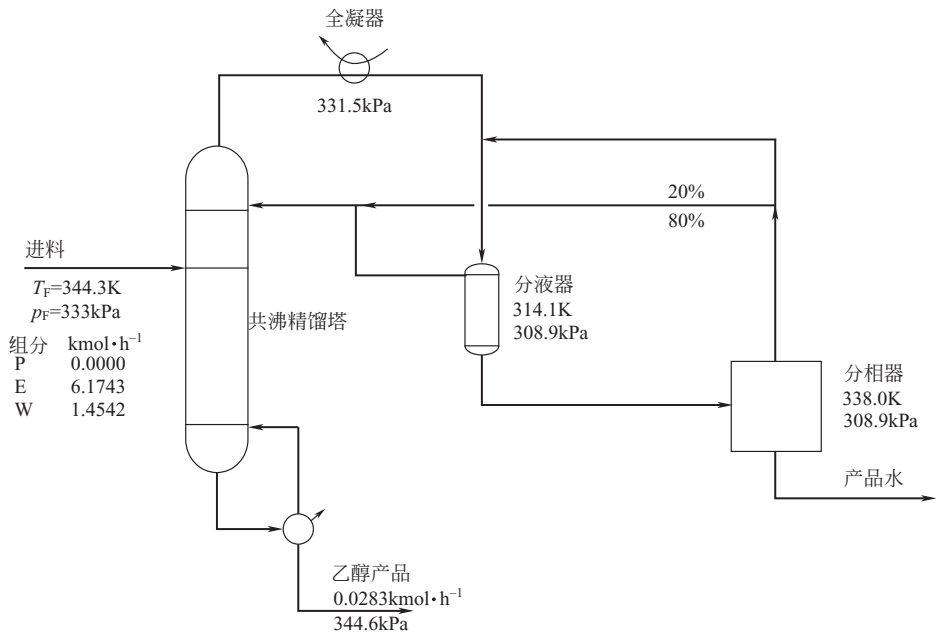 全凝器
331.5kPa
20%
80%
进料
T_F=344.3K
p_F=333kPa
组分 kmol·h⁻¹
P 0.0000
E 6.1743
W 1.4542
共沸精馏塔
分液器
314.1K
308.9kPa
分相器
338.0K
308.9kPa
产品水
乙醇产品
0.0283kmol·h⁻¹
344.6kPa